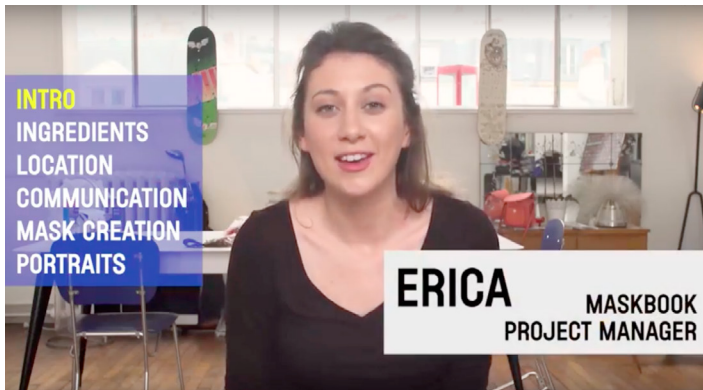 INTRO
INGREDIENTS
LOCATION
COMMUNICATION
MASK CREATION
PORTRAITS
ERICA
MASKBOOK
PROJECT MANAGER